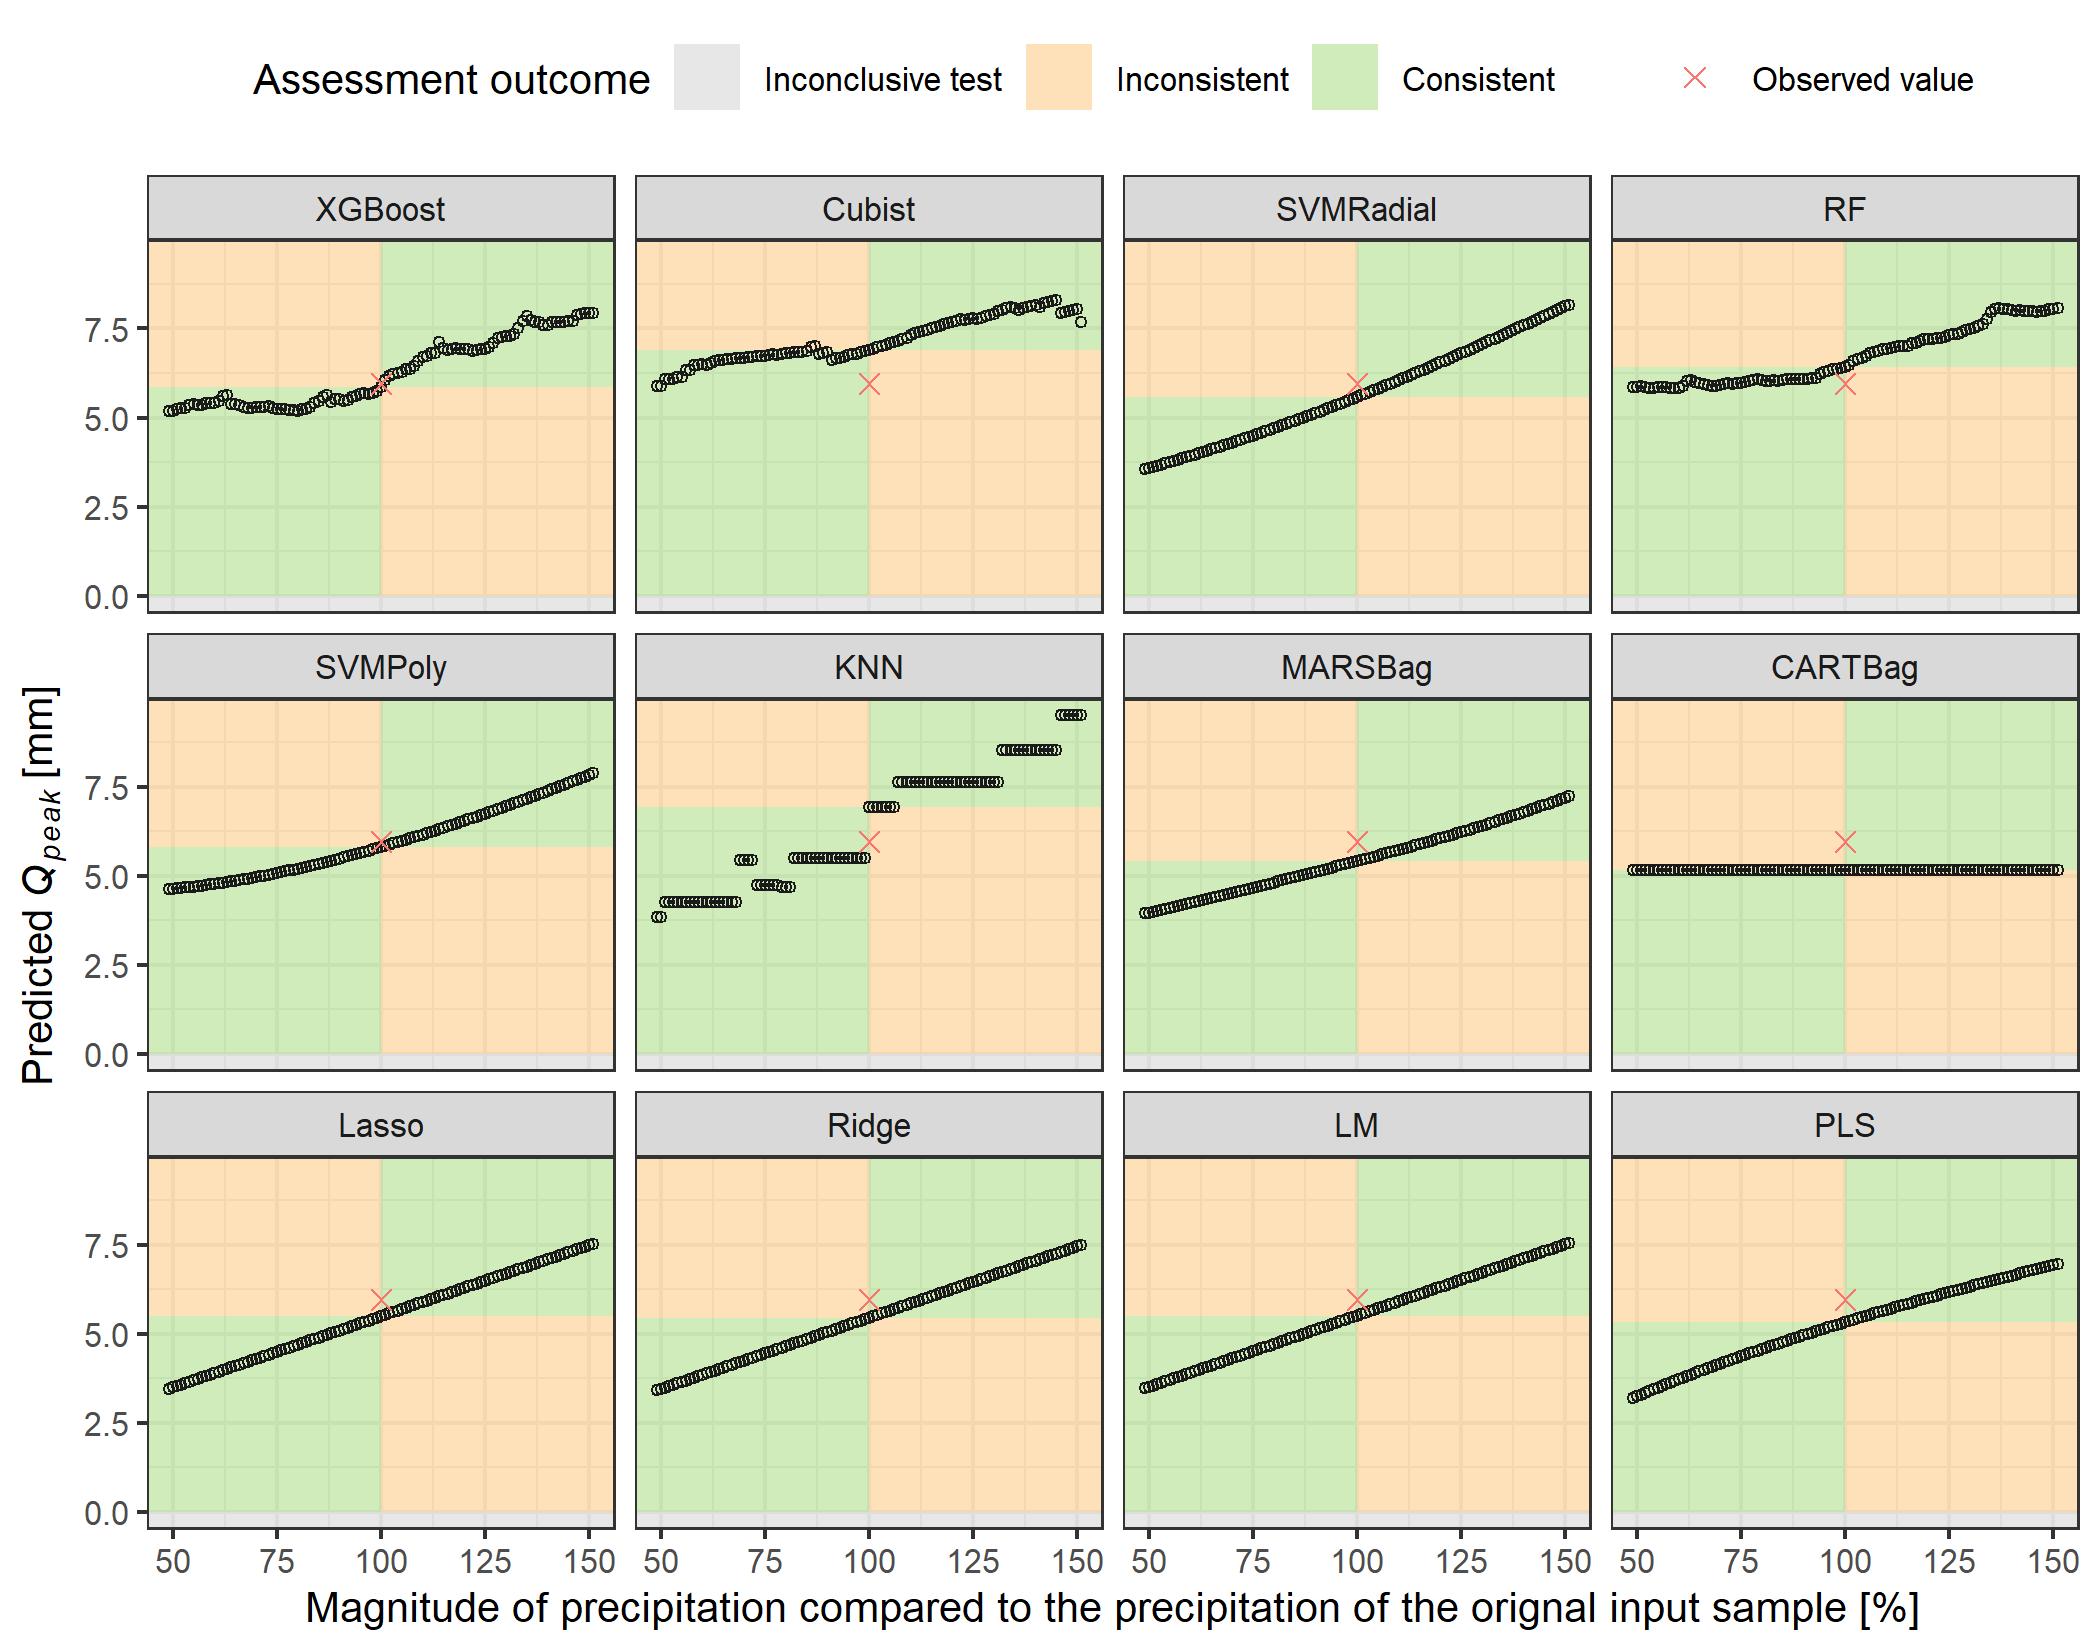 Assessment outcome Inconclusive test Inconsistent Consistent Observed value
XGBoost Cubist SVMRadial RF
7.5
5.0
2.5
0.0
SVMPoly KNN MARSBag CARTBag
7.5
5.0
2.5
0.0
Lasso Ridge LM PLS
7.5
5.0
2.5
0.0
Predicted Qpeak [mm]
50 75 100 125 150 50 75 100 125 150 50 75 100 125 150 50 75 100 125 150
Magnitude of precipitation compared to the precipitation of the orignal input sample [%]